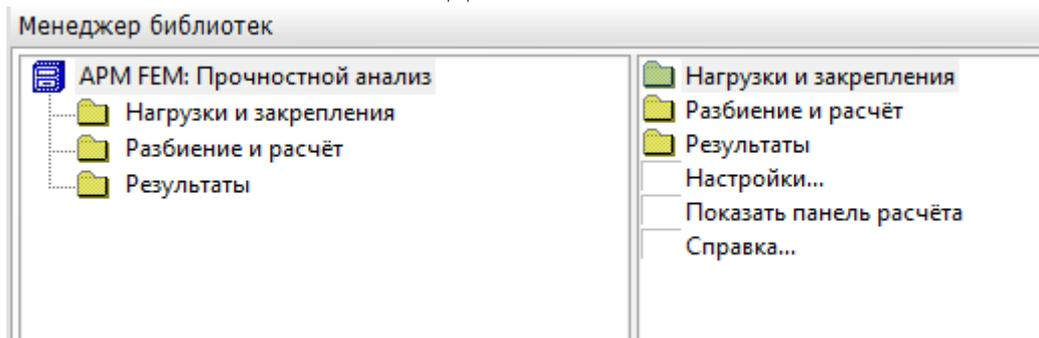 Менеджер библиотек
APM FEM: Прочностной анализ
Нагрузки и закрепления
Разбиение и расчёт
Результаты
Нагрузки и закрепления
Разбиение и расчёт
Результаты
Настройки...
Показать панель расчёта
Справка...